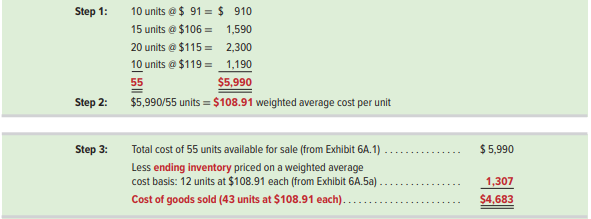 Step 1: 10 units @ $ 91 = $ 910
15 units @ $106 = 1,590
20 units @ $115 = 2,300
10 units @ $119 = 1,190
55 $5,990
Step 2: $5,990/55 units = $108.91 weighted average cost per unit
Step 3: Total cost of 55 units available for sale (from Exhibit 6A.1) .............. $ 5,990
Less ending inventory priced on a weighted average
cost basis: 12 units at $108.91 each (from Exhibit 6A.5a) .............. 1,307
Cost of goods sold (43 units at $108.91 each) .................... $4,683